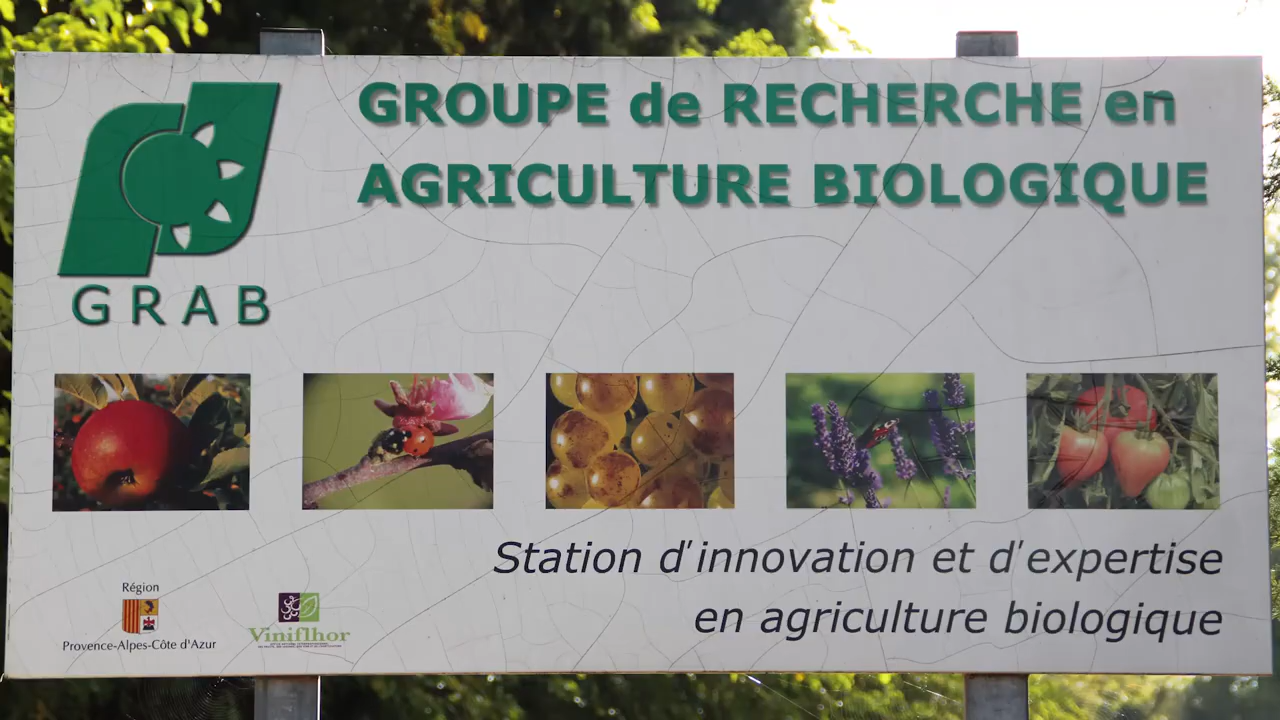 GROUPE de RECHERCHE en
AGRICULTURE BIOLOGIQUE
GRAB
Station d'innovation et d'expertise
en agriculture biologique
Région
Provence-Alpes-Côte d'Azur
Viniflhor